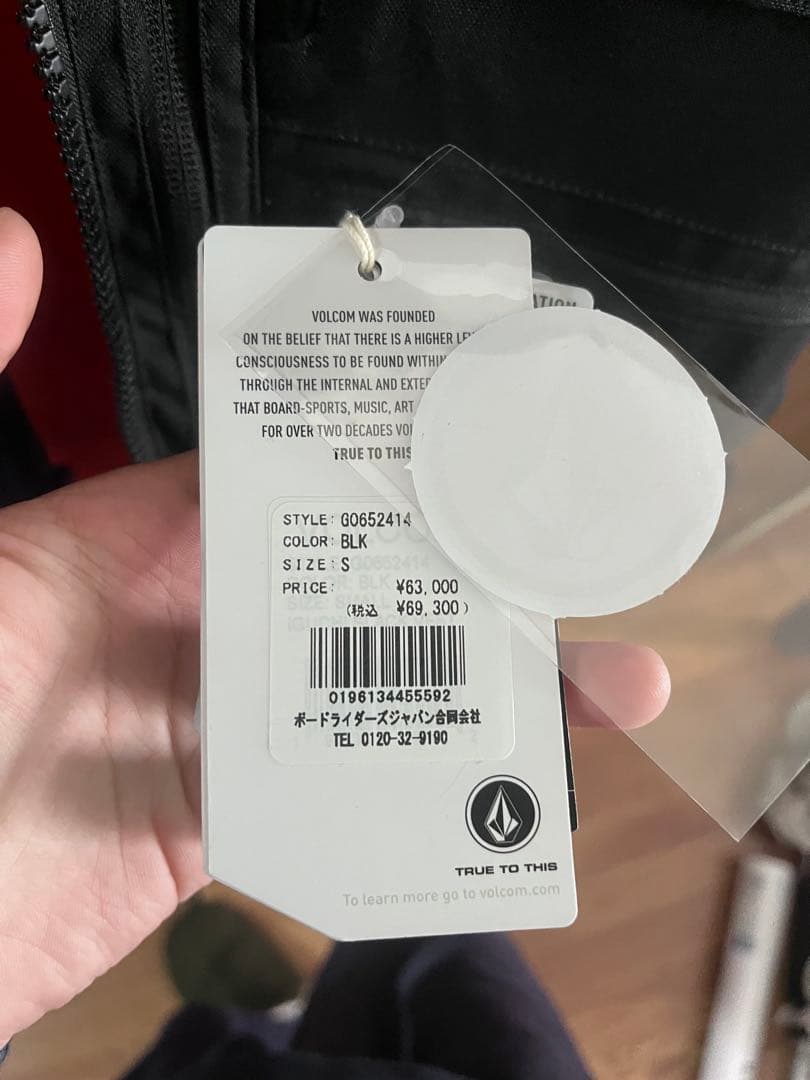 VOLCOM WAS FOUNDED
ON THE BELIEF THAT THERE IS A HIGHER
CONSCIOUSNESS TO BE FOUND WITHIN
THROUGH THE INTERNAL AND
THAT BOARD-SPORTS, MUSIC, ART
FOR OVER TWO DECADES
TRUE TO THIS
STYLE: G0652414
COLOR: BLK
SIZE: S
PRICE: ¥63,000
(税込 ¥69,300)
0196134455592
ボードライダーズジャパン合同会社
TEL 0120-32-9190
TRUE TO THIS
To learn more go to volcom.com